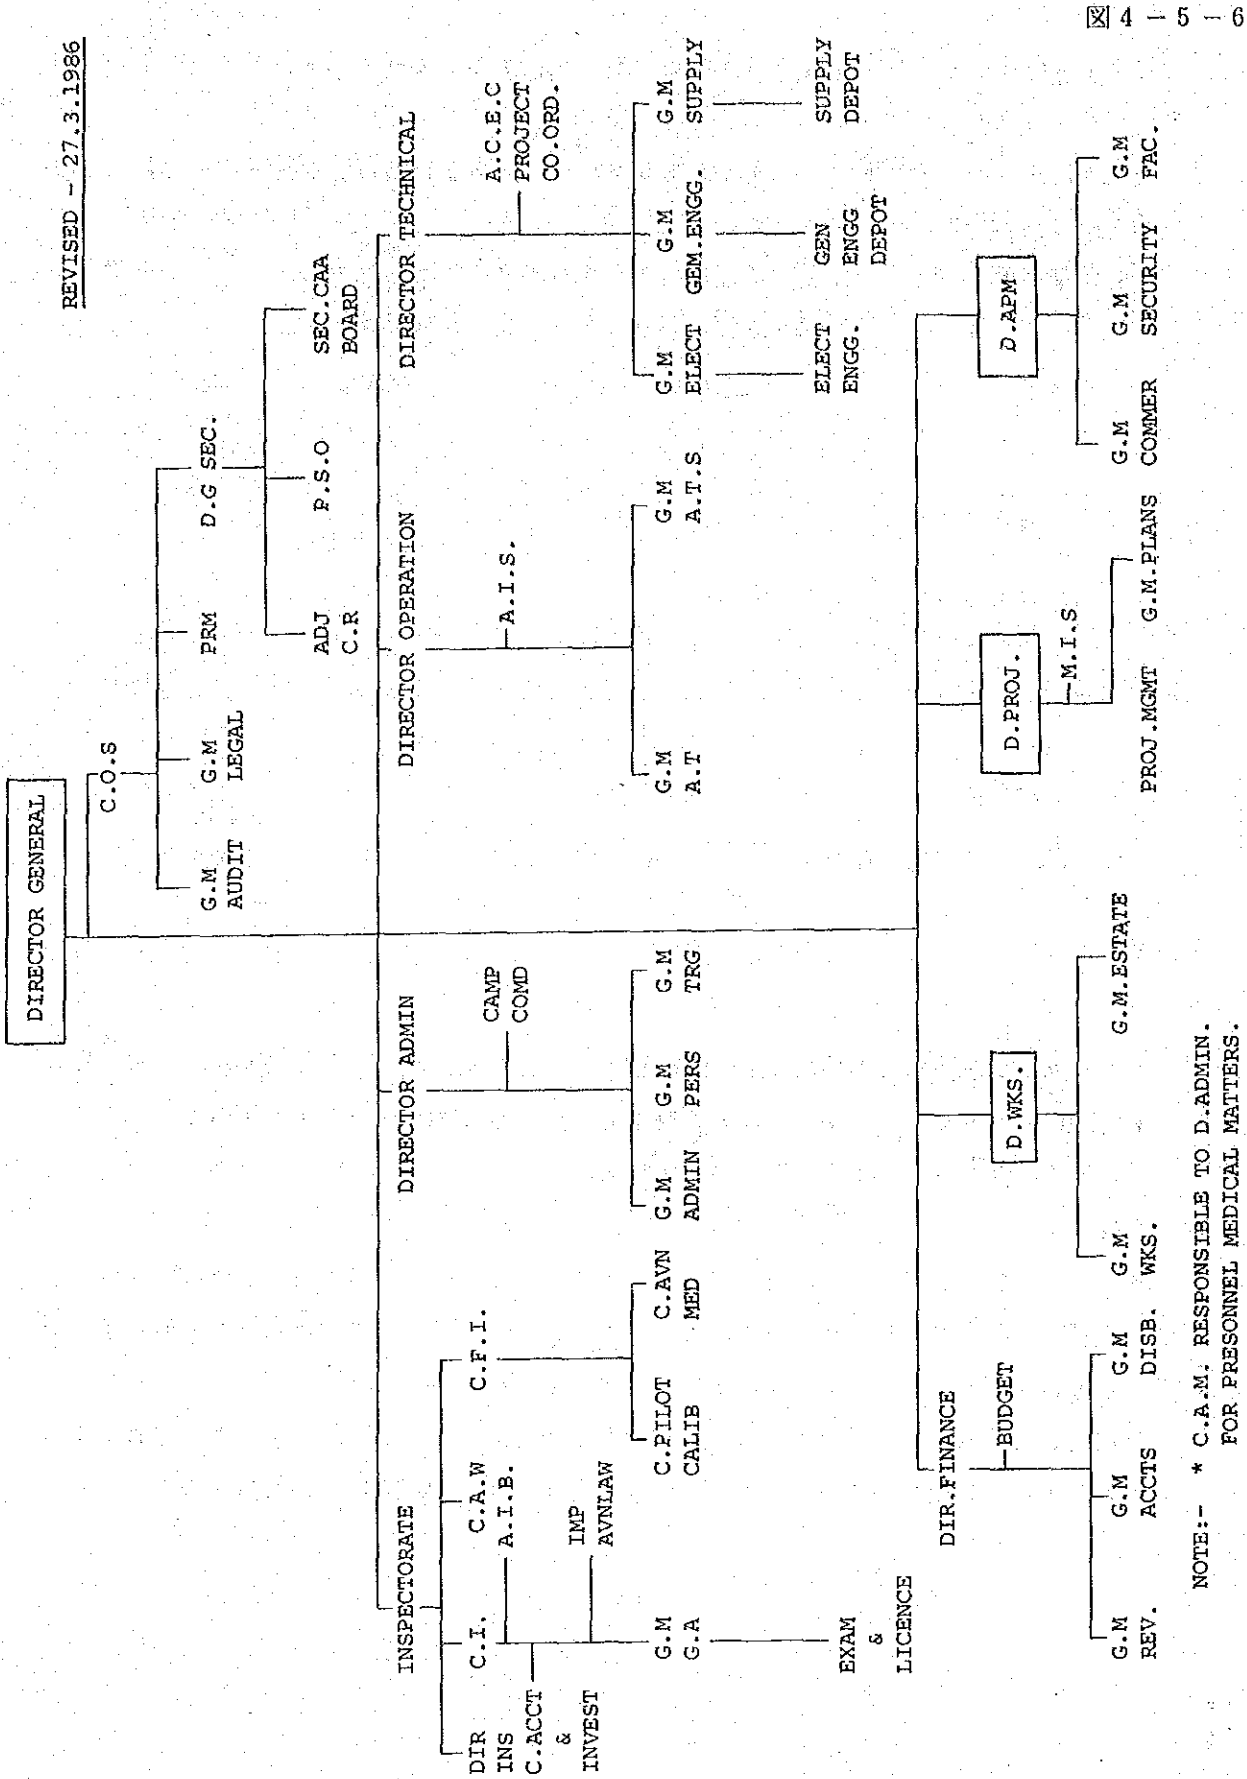 図4-5-6
REVISED - 27.3.1986
DIRECTOR GENERAL
C.O.S
G.M
AUDIT
G.M
LEGAL
PRM
D.G SEC.
ADJ
C.R
P.S.O
SEC.CAA
BOARD
INSPECTORATE
DIRECTOR ADMIN
DIRECTOR OPERATION
DIRECTOR TECHNICAL
DIR
INS
C.I.
C.A.W
C.F.I.
A.I.B.
C.ACCT
&
INVEST
IMP
AVNLAW
G.M
G.A
EXAM
&
LICENCE
C.PILOT
CALIB
C.AVN
MED
CAMP
COMD
G.M
ADMIN
G.M
PERS
G.M
TRG
A.I.S.
G.M
A.T
G.M
A.T.S
A.C.E.C
PROJECT
CO.ORD.
G.M
ELECT
G.M
GEM.ENGG.
G.M
SUPPLY
ELECT
ENGG.
GEN
ENGG
DEPOT
SUPPLY
DEPOT
DIR.FINANCE
BUDGET
G.M
REV.
G.M
ACCTS
G.M
DISB.
D.WKS.
G.M
WKS.
G.M.ESTATE
D.PROJ.
M.I.S
PROJ.MGMT
G.M.PLANS
D.APM
G.M
COMMER
G.M
SECURITY
G.M
FAC.
NOTE:- * C.A.M. RESPONSIBLE TO D.ADMIN.
FOR PRESONNEL MEDICAL MATTERS.